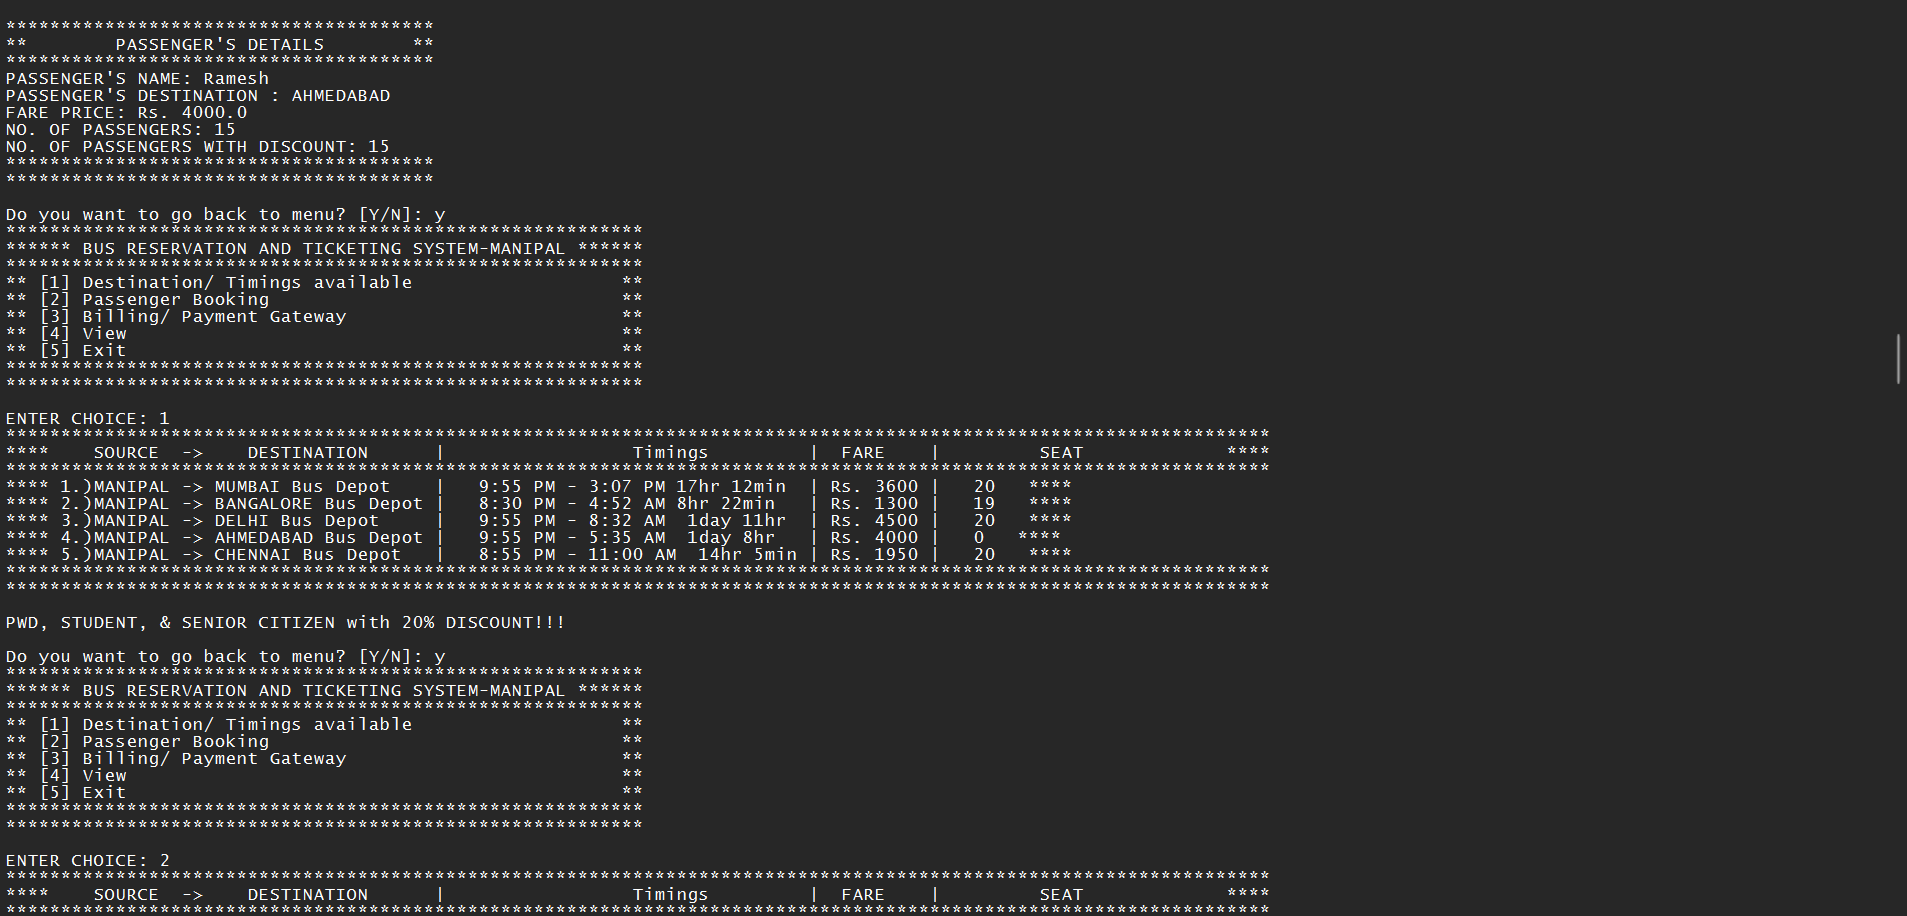 ***************************************
**        PASSENGER'S DETAILS        **
***************************************
PASSENGER'S NAME: Ramesh
PASSENGER'S DESTINATION : AHMEDABAD
FARE PRICE: Rs. 4000.0
NO. OF PASSENGERS: 15
NO. OF PASSENGERS WITH DISCOUNT: 15
***************************************
***************************************

Do you want to go back to menu? [Y/N]: y
**********************************************************
****** BUS RESERVATION AND TICKETING SYSTEM-MANIPAL ******
**********************************************************
** [1] Destination/ Timings available                   **
** [2] Passenger Booking                                **
** [3] Billing/ Payment Gateway                         **
** [4] View                                             **
** [5] Exit                                             **
**********************************************************
**********************************************************

ENTER CHOICE: 1
*******************************************************************************************************************
****    SOURCE  ->    DESTINATION      |                 Timings         |  FARE    |         SEAT             ****
*******************************************************************************************************************
**** 1.)MANIPAL -> MUMBAI Bus Depot    |   9:55 PM - 3:07 PM 17hr 12min  | Rs. 3600 |   20   ****
**** 2.)MANIPAL -> BANGALORE Bus Depot |   8:30 PM - 4:52 AM 8hr 22min   | Rs. 1300 |   19   ****
**** 3.)MANIPAL -> DELHI Bus Depot     |   9:55 PM - 8:32 AM  1day 11hr  | Rs. 4500 |   20   ****
**** 4.)MANIPAL -> AHMEDABAD Bus Depot |   9:55 PM - 5:35 AM  1day 8hr   | Rs. 4000 |   0   ****
**** 5.)MANIPAL -> CHENNAI Bus Depot   |   8:55 PM - 11:00 AM  14hr 5min | Rs. 1950 |   20   ****
*******************************************************************************************************************
*******************************************************************************************************************

PWD, STUDENT, & SENIOR CITIZEN with 20% DISCOUNT!!!

Do you want to go back to menu? [Y/N]: y
**********************************************************
****** BUS RESERVATION AND TICKETING SYSTEM-MANIPAL ******
**********************************************************
** [1] Destination/ Timings available                   **
** [2] Passenger Booking                                **
** [3] Billing/ Payment Gateway                         **
** [4] View                                             **
** [5] Exit                                             **
**********************************************************
**********************************************************

ENTER CHOICE: 2
*******************************************************************************************************************
****    SOURCE  ->    DESTINATION      |                 Timings         |  FARE    |         SEAT             ****
*******************************************************************************************************************